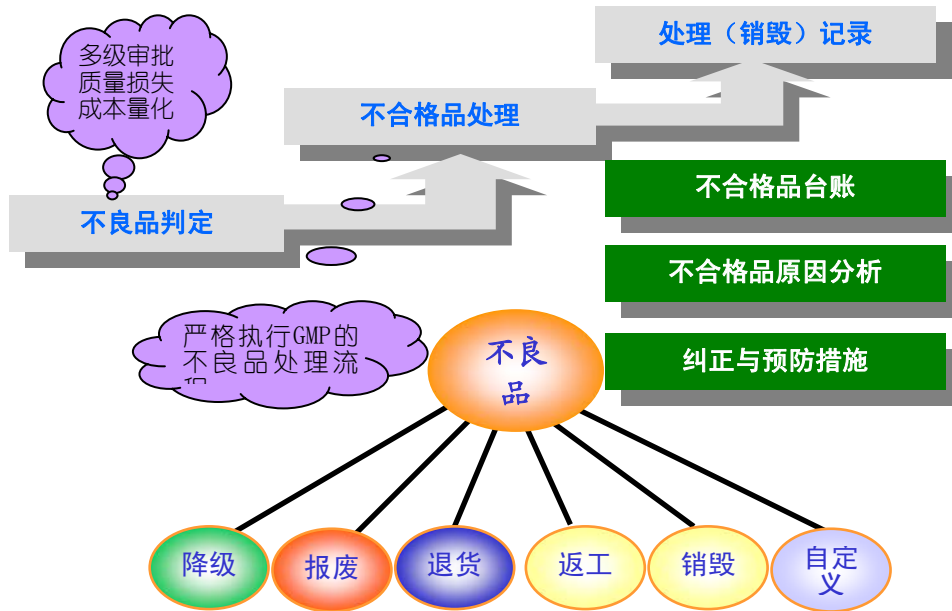 处理（销毁）记录
多级审批
质量损失
成本量化
不合格品处理
不合格品台账
不良品判定
不合格品原因分析
严格执行GMP的
不良品处理流
不良
品
纠正与预防措施
降级
报废
退货
返工
销毁
自定
义